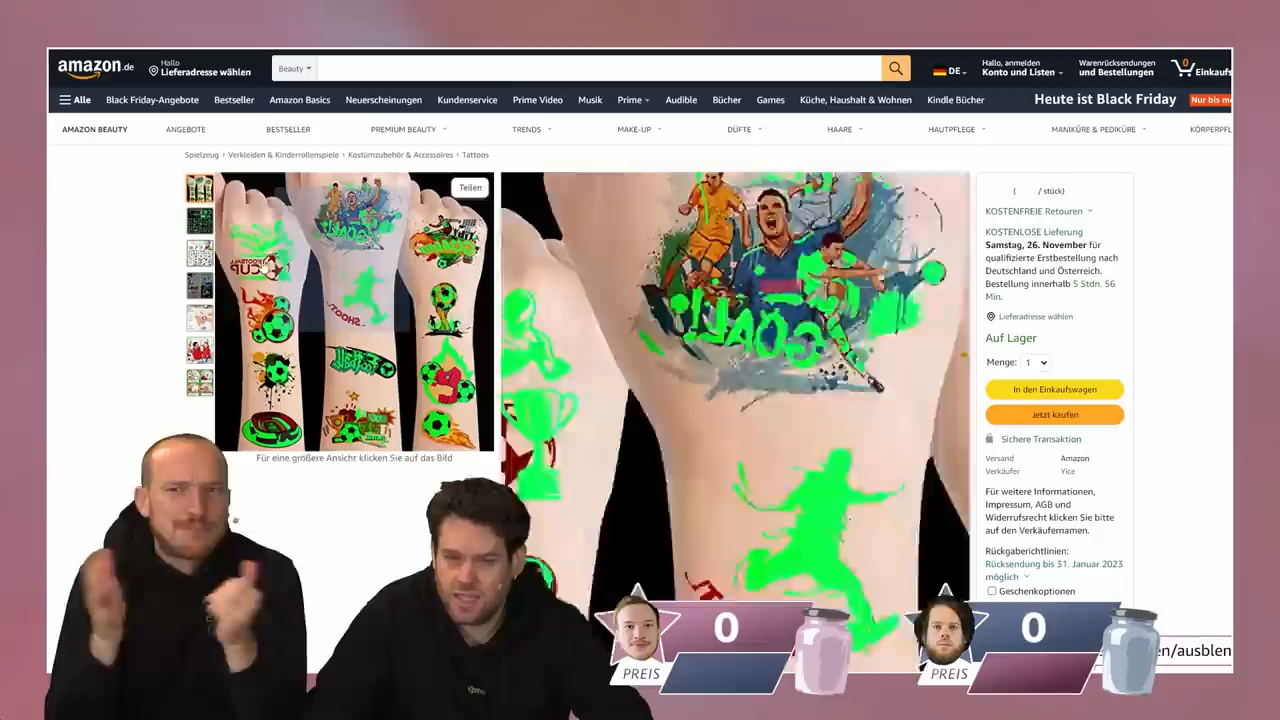 amazon.de
Hallo
Lieferadresse wählen
Beauty
DE
Hallo, anmelden
Konto und Listen
Warenrücksendungen
und Bestellungen
0
Einkaufs
Alle
Black Friday-Angebote
Bestseller
Amazon Basics
Neuerscheinungen
Kundenservice
Prime Video
Musik
Prime
Audible
Bücher
Games
Küche, Haushalt & Wohnen
Kindle Bücher
Heute ist Black Friday
Nur bis
AMAZON BEAUTY
ANGEBOTE
BESTSELLER
PREMIUM BEAUTY
TRENDS
MAKE-UP
DÜFTE
HAARE
HAUTPFLEGE
MANIKÜRE & PEDIKÜRE
KÖRPERPFL
Spielzeug › Verkleiden & Kinderrollenspiele › Kostümzubehör & Accessoires › Tattoos
Teilen
CUP
GOAL!
SHOOT
GOAL!
Für eine größere Ansicht klicken Sie auf das Bild
( / stück)
KOSTENFREIE Retouren
KOSTENLOSE Lieferung
Samstag, 26. November für
qualifizierte Erstbestellung nach
Deutschland und Österreich.
Bestellung innerhalb 5 Stdn. 56
Min.
Lieferadresse wählen
Auf Lager
Menge: 1
In den Einkaufswagen
Jetzt kaufen
Sichere Transaktion
Versand Amazon
Verkäufer Yice
Für weitere Informationen,
Impressum, AGB und
Widerrufsrecht klicken Sie bitte
auf den Verkäufernamen.
Rückgaberichtlinien:
Rücksendung bis 31. Januar 2023
möglich
Geschenkoptionen
en/ausblen
0
PREIS
0
PREIS